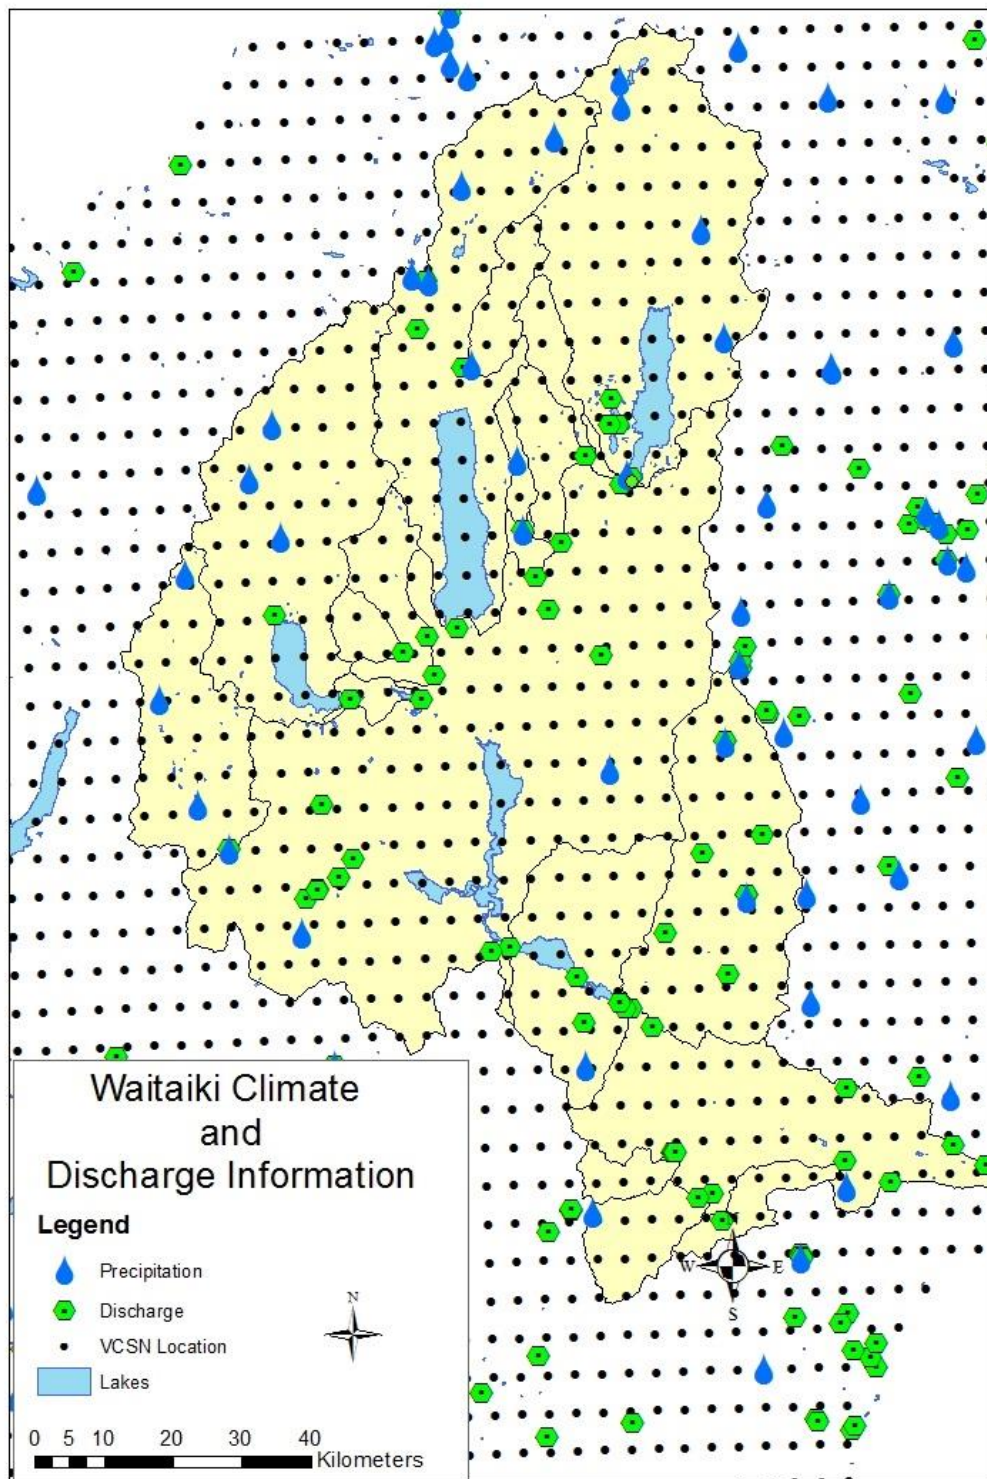 N
W
E
S
Waitaiki Climate
and
Discharge Information
Legend
Precipitation
Discharge
VCSN Location
Lakes
N
0 5 10 20 30 40
Kilometers